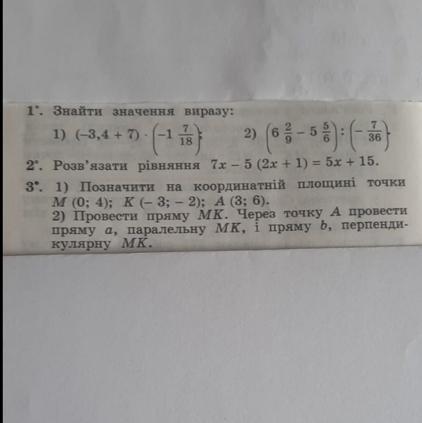 1°. Знайти значення виразу:
1) (–3,4 + 7) · (–1 7/18); 2) (6 2/9 – 5 5/6) : (– 7/36).
2°. Розв'язати рівняння 7x – 5 (2x + 1) = 5x + 15.
3°. 1) Позначити на координатній площині точки
M (0; 4); K (– 3; – 2); A (3; 6).
2) Провести пряму MK. Через точку A провести
пряму a, паралельну MK, і пряму b, перпенди-
кулярну MK.